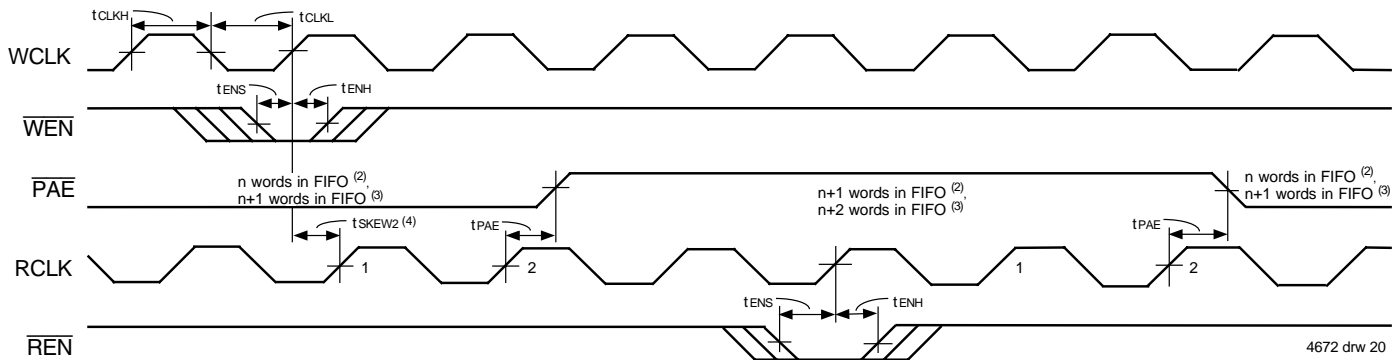 tCLKH
tCLKL
WCLK
tENS
tENH
WEN
PAE
n words in FIFO (2),
n+1 words in FIFO (3)
n+1 words in FIFO (2),
n+2 words in FIFO (3)
n words in FIFO (2),
n+1 words in FIFO (3)
tSKEW2 (4)
tPAE
tPAE
RCLK
1
2
1
2
tENS
tENH
REN
4672 drw 20